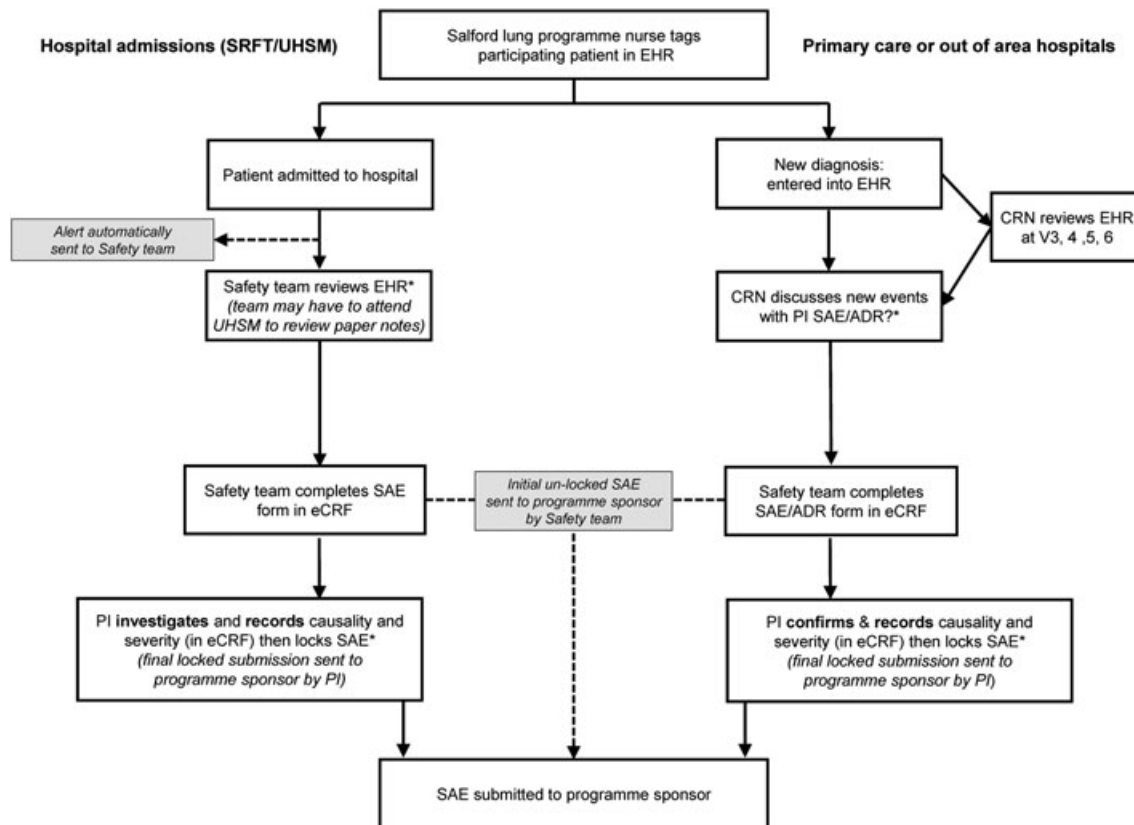 Hospital admissions (SRFT/UHSM)
Salford lung programme nurse tags
participating patient in EHR
Primary care or out of area hospitals
Patient admitted to hospital
New diagnosis:
entered into EHR
Alert automatically
sent to Safety team
CRN reviews EHR
at V3, 4 ,5, 6
Safety team reviews EHR*
(team may have to attend
UHSM to review paper notes)
CRN discusses new events
with PI SAE/ADR?*
Safety team completes SAE
form in eCRF
Initial un-locked SAE
sent to programme sponsor
by Safety team
Safety team completes
SAE/ADR form in eCRF
PI investigates and records causality and
severity (in eCRF) then locks SAE*
(final locked submission sent to
programme sponsor by PI)
PI confirms & records causality and
severity (in eCRF) then locks SAE*
(final locked submission sent to
programme sponsor by PI)
SAE submitted to programme sponsor